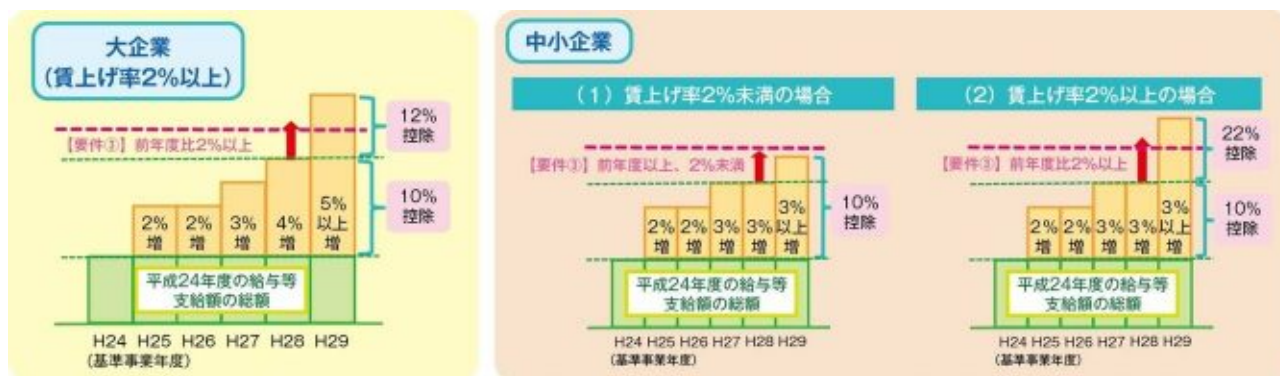 大企業
(賃上げ率2%以上)
12%
控除
【要件③】前年度比2%以上
10%
控除
2%
増
2%
増
3%
増
4%
増
5%
以上
増
平成24年度の給与等
支給額の総額
H24 H25 H26 H27 H28 H29
(基準事業年度)
中小企業
(1)賃上げ率2%未満の場合
【要件③】前年度以上、2%未満
10%
控除
2%
増
2%
増
3%
増
3%
増
3%
以上
増
平成24年度の給与等
支給額の総額
H24 H25 H26 H27 H28 H29
(基準事業年度)
(2)賃上げ率2%以上の場合
22%
控除
【要件③】前年度比2%以上
10%
控除
2%
増
2%
増
3%
増
3%
増
3%
以上
増
平成24年度の給与等
支給額の総額
H24 H25 H26 H27 H28 H29
(基準事業年度)